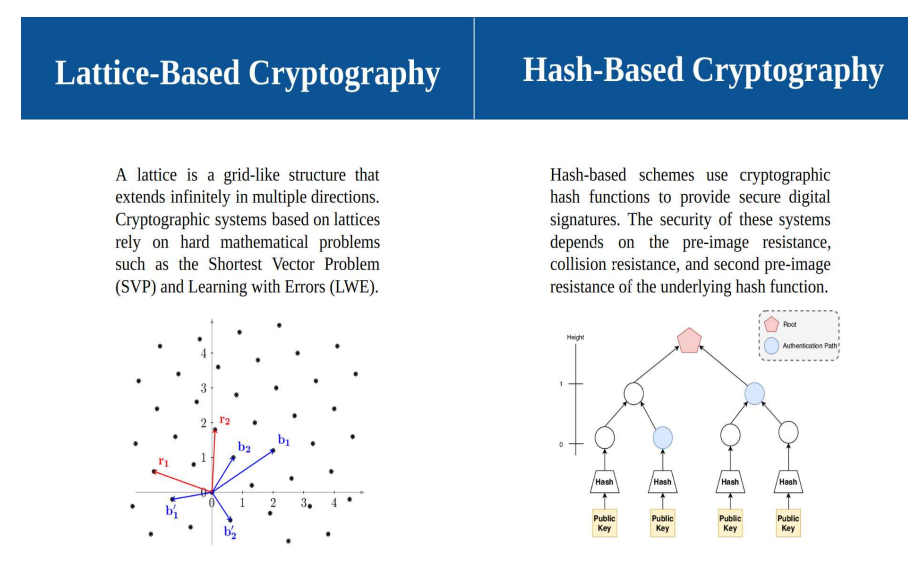 Lattice-Based Cryptography
Hash-Based Cryptography
A lattice is a grid-like structure that
extends infinitely in multiple directions.
Cryptographic systems based on lattices
rely on hard mathematical problems
such as the Shortest Vector Problem
(SVP) and Learning with Errors (LWE).
4
3
2
1
0
0 1 2 3 4
r₂
b₂
b₁
r₁
b′₁
b′₂
Hash-based schemes use cryptographic
hash functions to provide secure digital
signatures. The security of these systems
depends on the pre-image resistance,
collision resistance, and second pre-image
resistance of the underlying hash function.
Root
Authentication Path
Height
1
0
Hash Hash Hash Hash
Public Public Public Public
Key Key Key Key